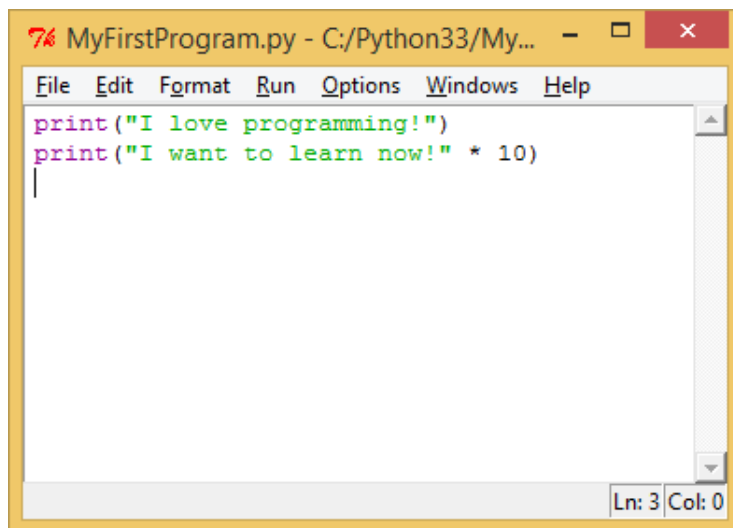 MyFirstProgram.py - C:/Python33/My...
File Edit Format Run Options Windows Help
print("I love programming!")
print("I want to learn now!" * 10)
Ln: 3 Col: 0